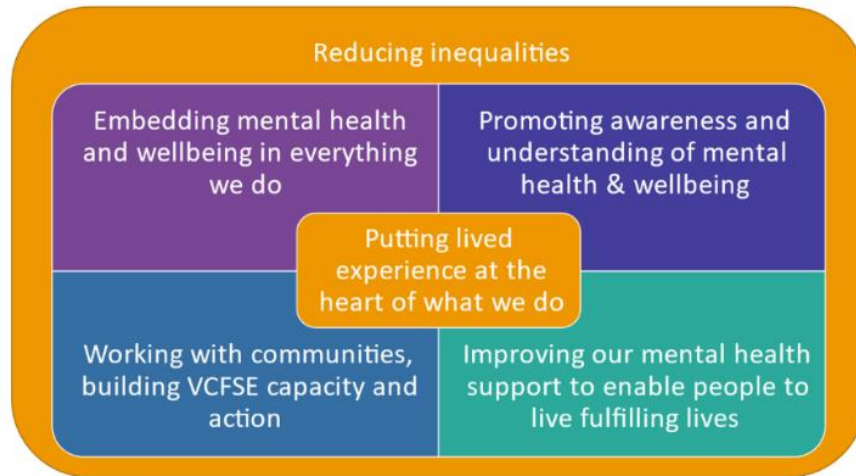 Reducing inequalities
Embedding mental health
and wellbeing in everything
we do
Promoting awareness and
understanding of mental
health & wellbeing
Putting lived
experience at the
heart of what we do
Working with communities,
building VCFSE capacity and
action
Improving our mental health
support to enable people to
live fulfilling lives